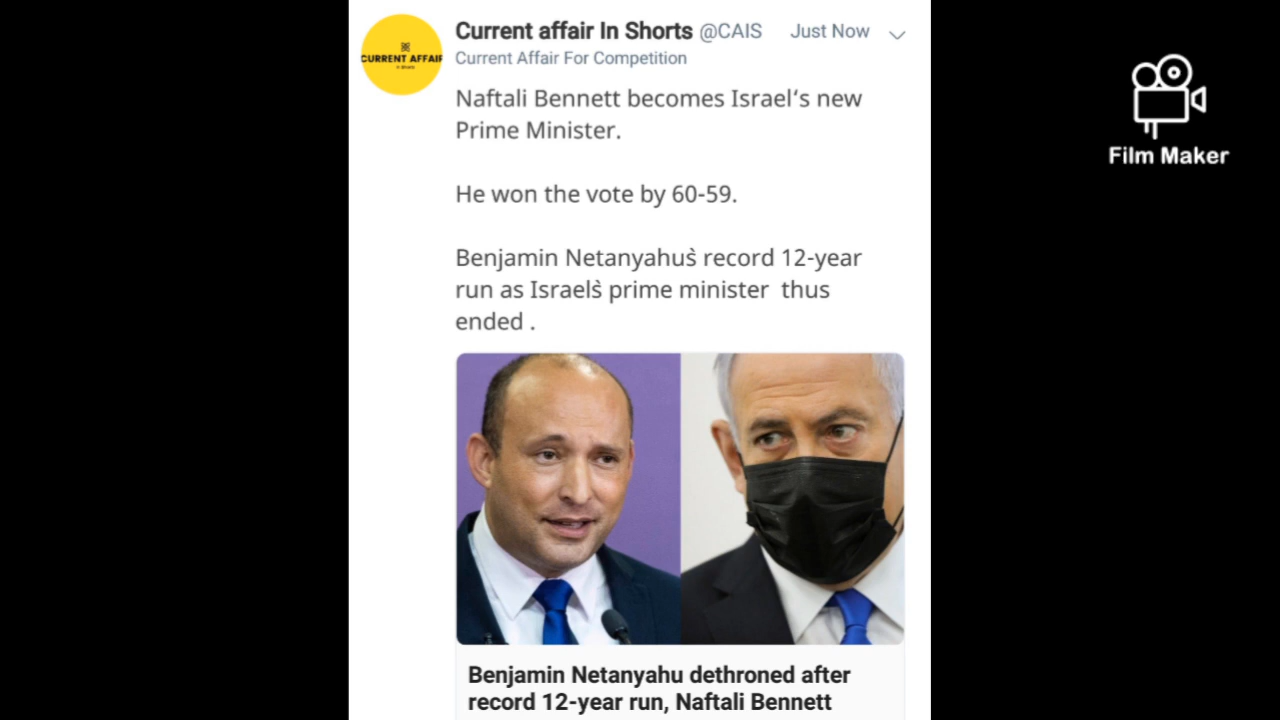 Current affair In Shorts @CAIS Just Now
CURRENT AFFAIR
Current Affair For Competition
Naftali Bennett becomes Israel‘s new
Prime Minister.
He won the vote by 60-59.
Benjamin Netanyahus̀ record 12-year
run as Israels̀ prime minister thus
ended .
Film Maker
Benjamin Netanyahu dethroned after
record 12-year run, Naftali Bennett